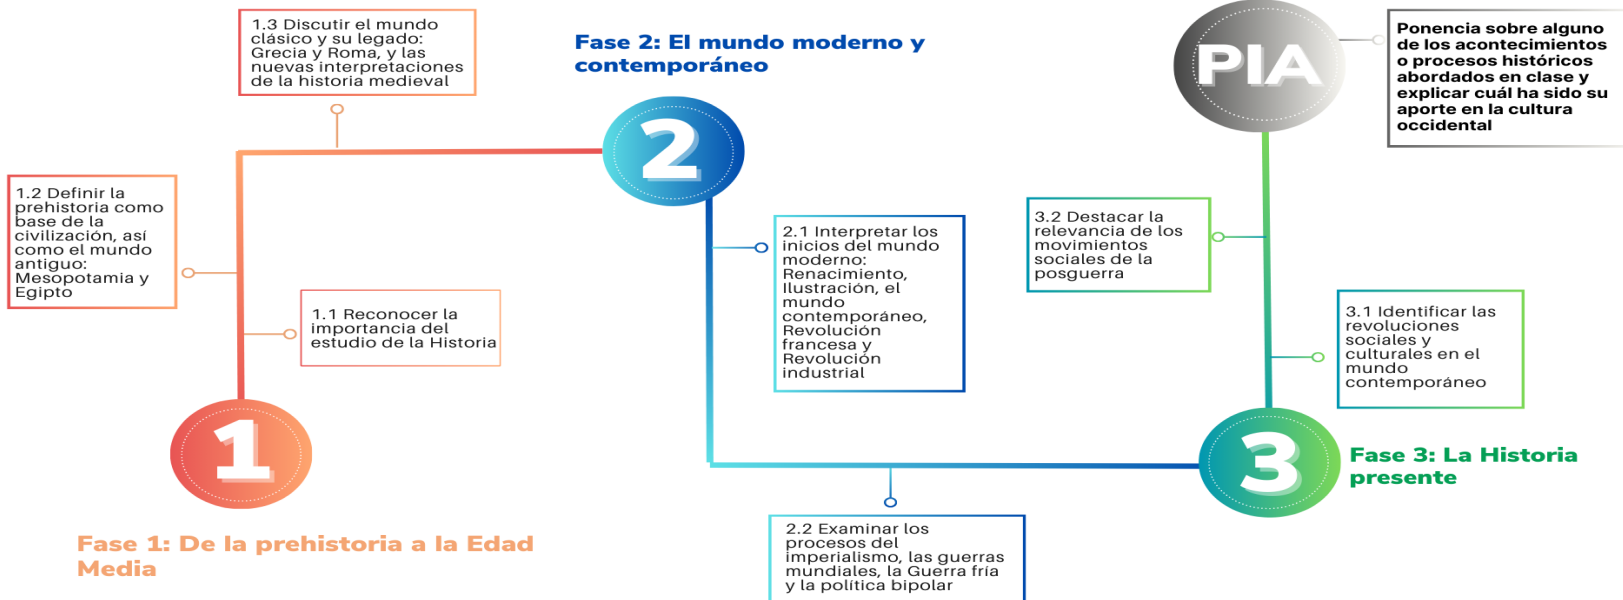 1
Fase 1: De la prehistoria a la Edad
Media
1.1 Reconocer la
importancia del
estudio de la Historia
1.2 Definir la
prehistoria como
base de la
civilización, así
como el mundo
antiguo:
Mesopotamia y
Egipto
1.3 Discutir el mundo
clásico y su legado:
Grecia y Roma, y las
nuevas interpretaciones
de la historia medieval
Fase 2: El mundo moderno y
contemporáneo
2
2.1 Interpretar los
inicios del mundo
moderno:
Renacimiento,
Ilustración, el
mundo
contemporáneo,
Revolución
francesa y
Revolución
industrial
2.2 Examinar los
procesos del
imperialismo, las guerras
mundiales, la Guerra fría
y la política bipolar
3
Fase 3: La Historia
presente
3.1 Identificar las
revoluciones
sociales y
culturales en el
mundo
contemporáneo
3.2 Destacar la
relevancia de los
movimientos
sociales de la
posguerra
PIA
Ponencia sobre alguno
de los acontecimientos
o procesos históricos
abordados en clase y
explicar cuál ha sido su
aporte en la cultura
occidental